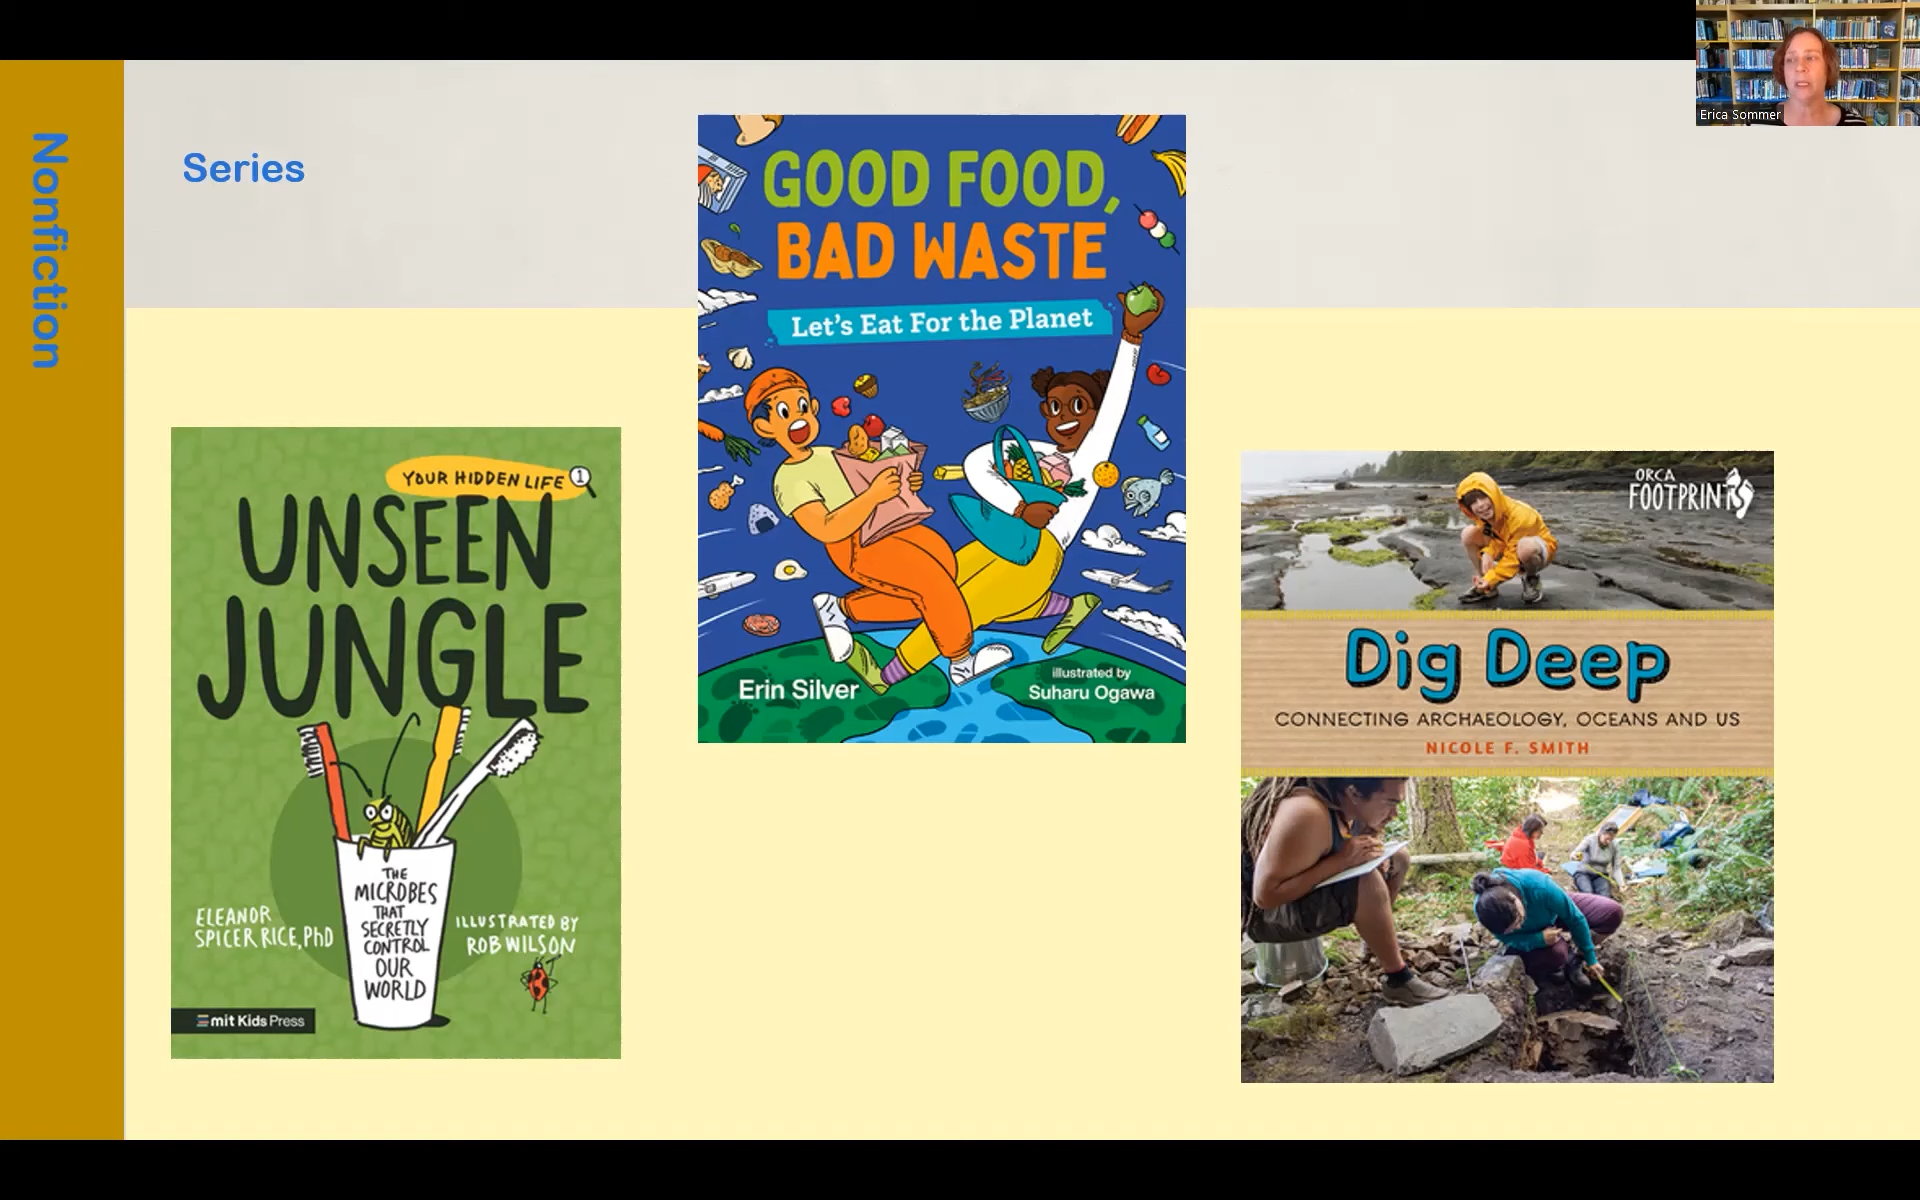 Erica Sommer
Nonfiction
Series
GOOD FOOD,
BAD WASTE
Let's Eat For the Planet
Erin Silver
illustrated by
Suharu Ogawa
YOUR HIDDEN LIFE 1
UNSEEN
JUNGLE
THE
MICROBES
THAT
SECRETLY
CONTROL
OUR
WORLD
ELEANOR
SPICER RICE, PhD
ILLUSTRATED BY
ROB WILSON
mit Kids Press
ORCA
FOOTPRINTS
Dig Deep
CONNECTING ARCHAEOLOGY, OCEANS AND US
NICOLE F. SMITH